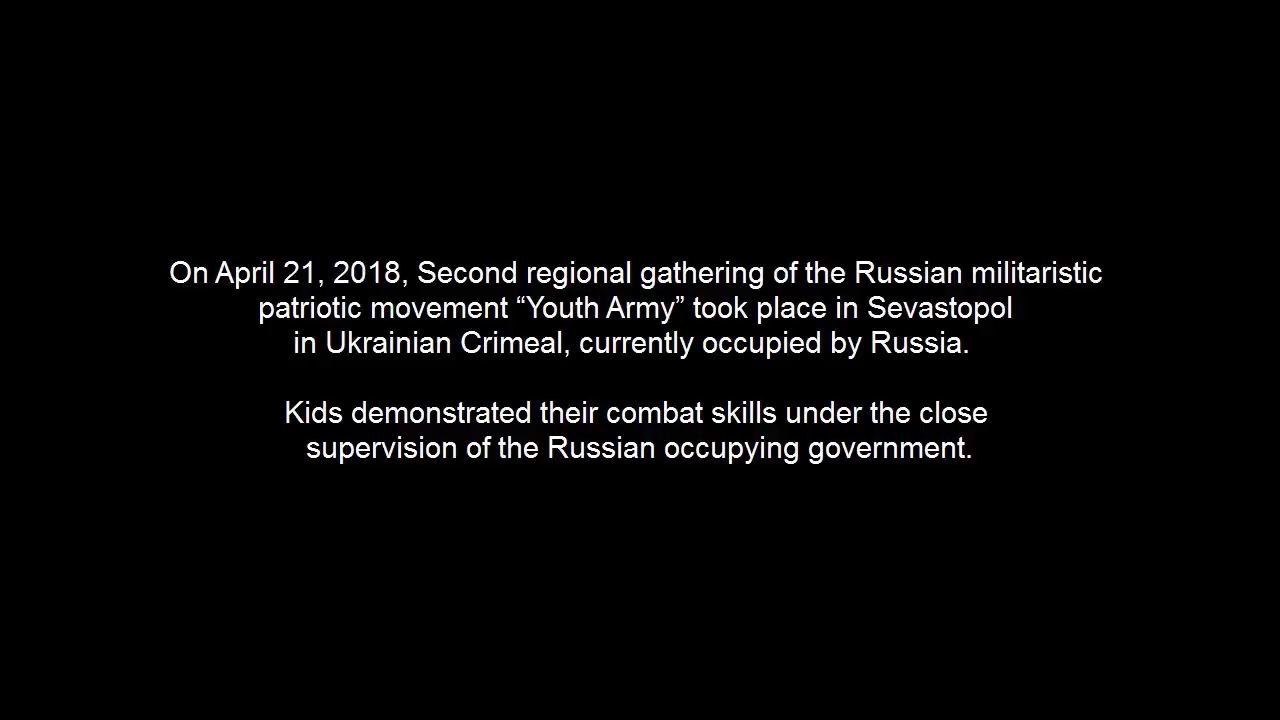 On April 21, 2018, Second regional gathering of the Russian militaristic
patriotic movement “Youth Army” took place in Sevastopol
in Ukrainian Crimeal, currently occupied by Russia.
Kids demonstrated their combat skills under the close
supervision of the Russian occupying government.